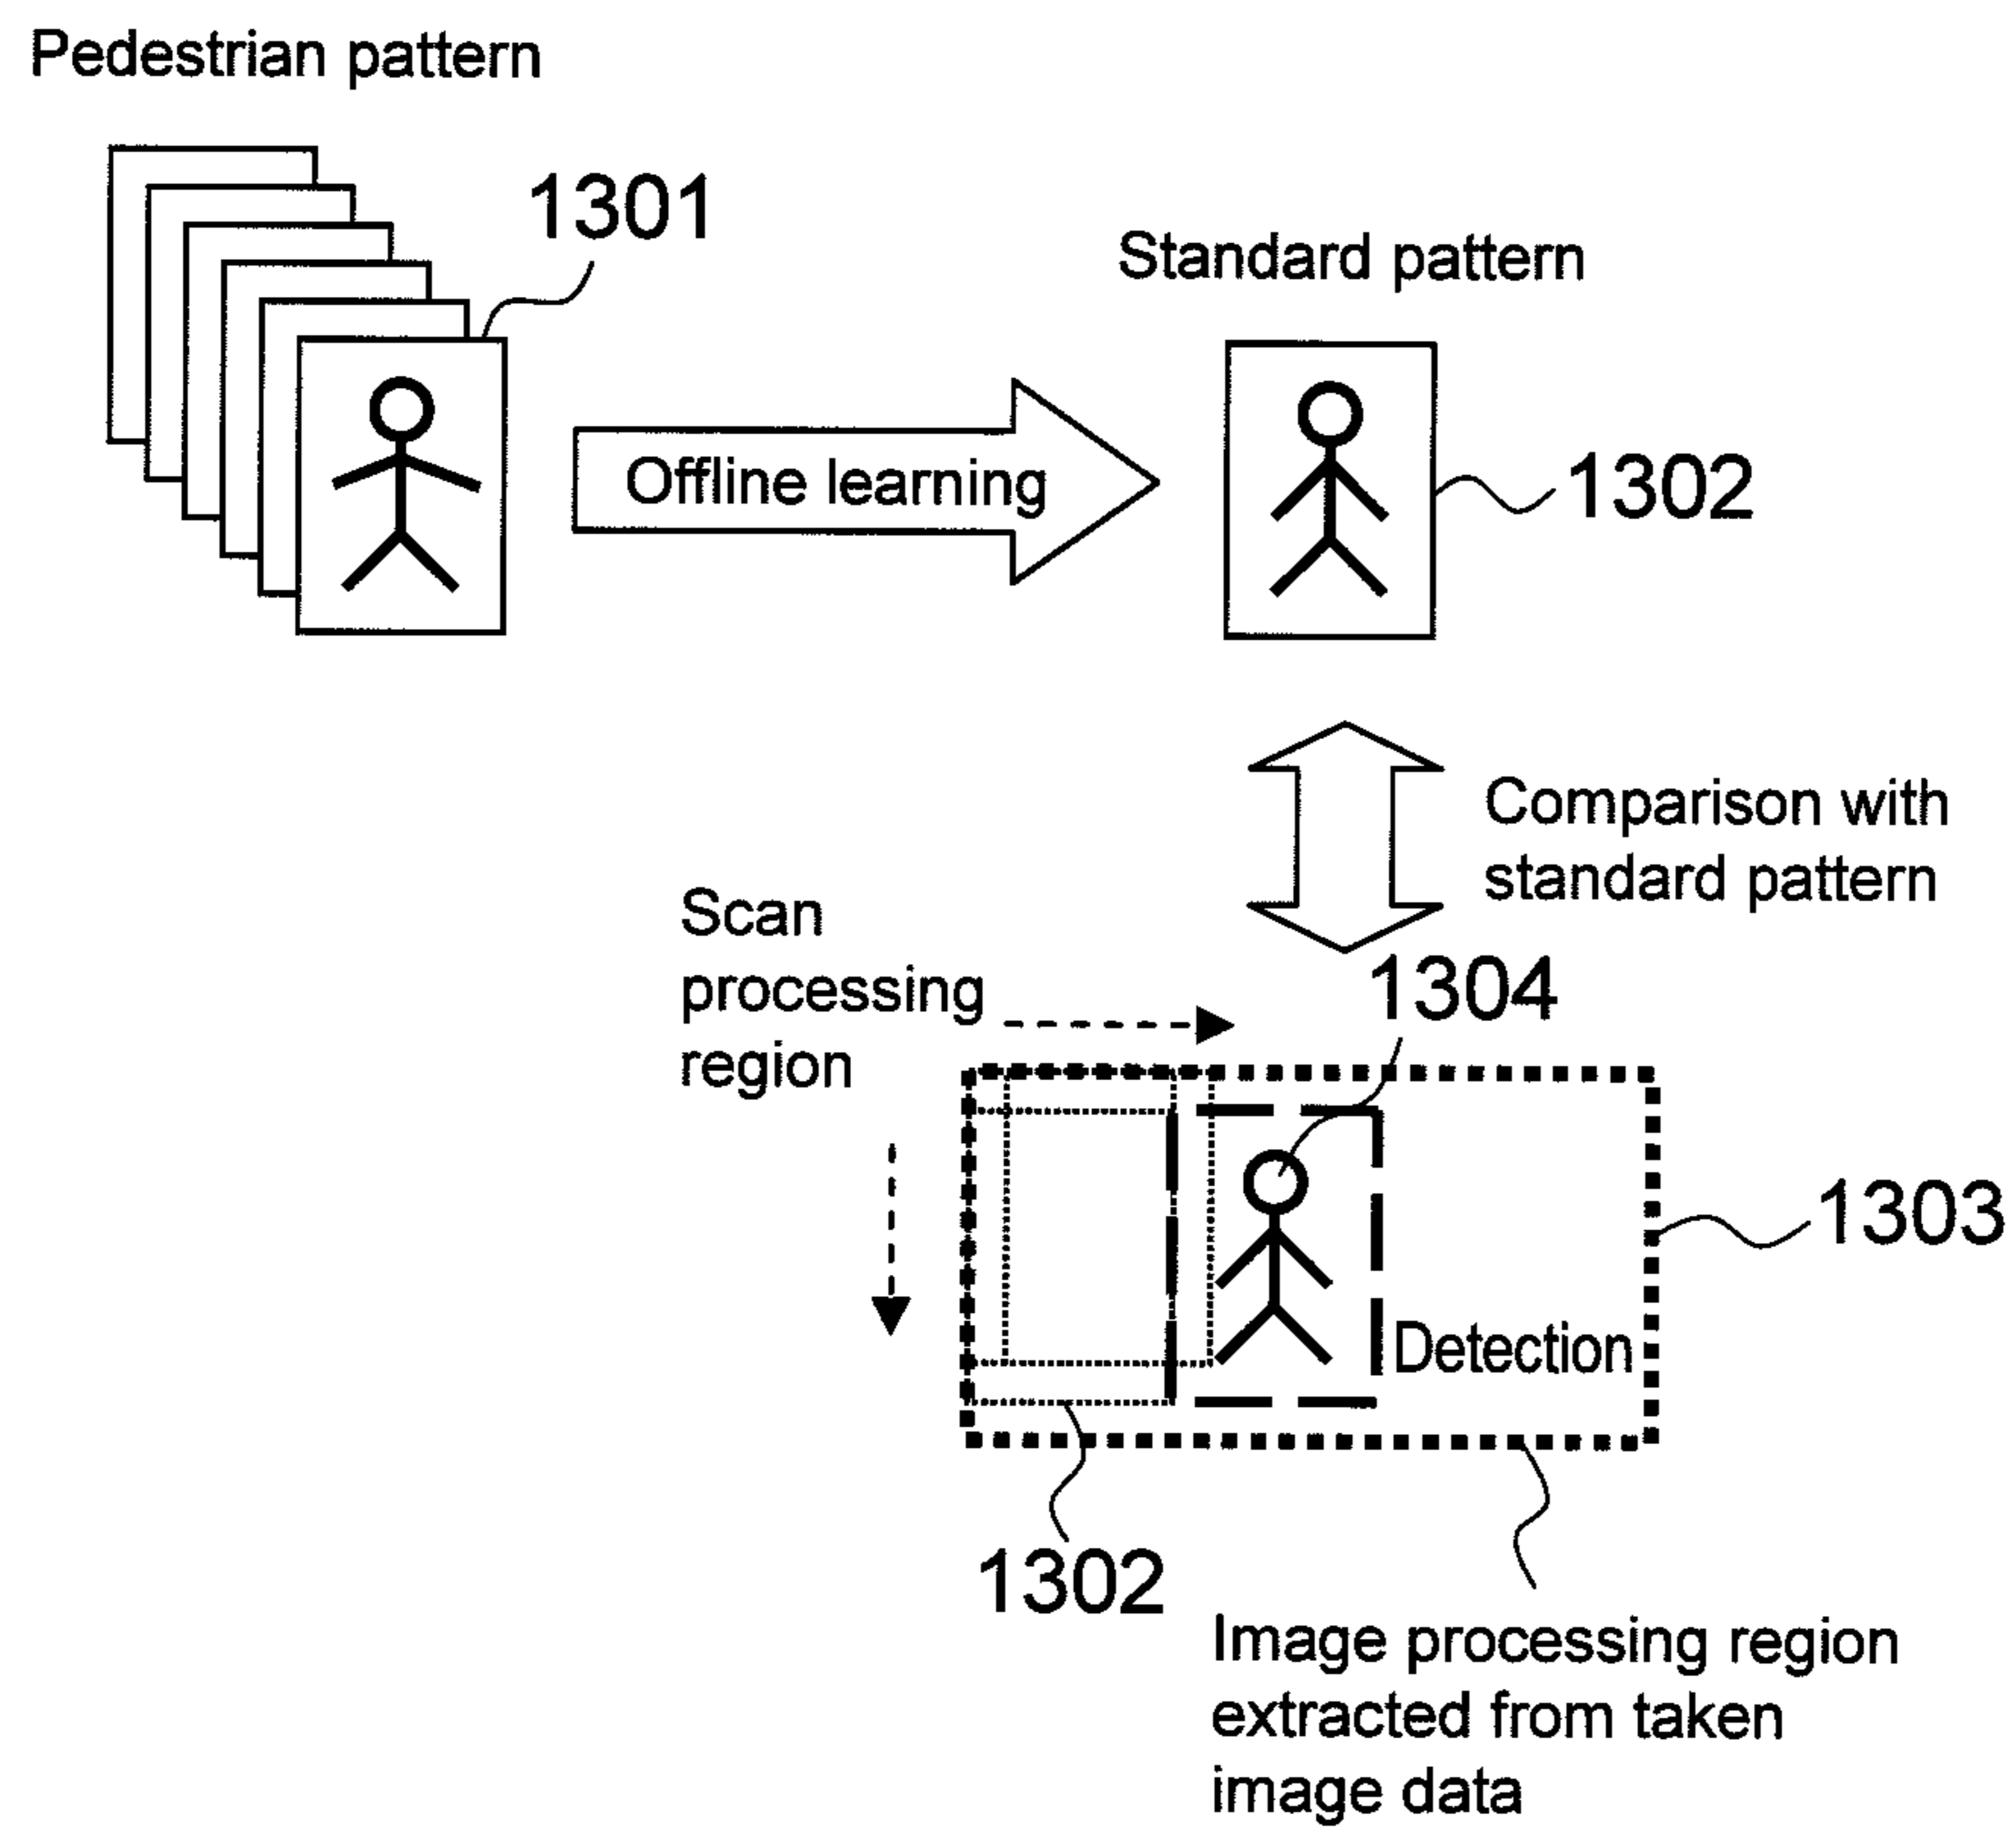 Pedestrian pattern
1301
Standard pattern
Offline learning
1302
Comparison with
standard pattern
Scan
processing
region
1304
1303
Detection
1302
Image processing region
extracted from taken
image data